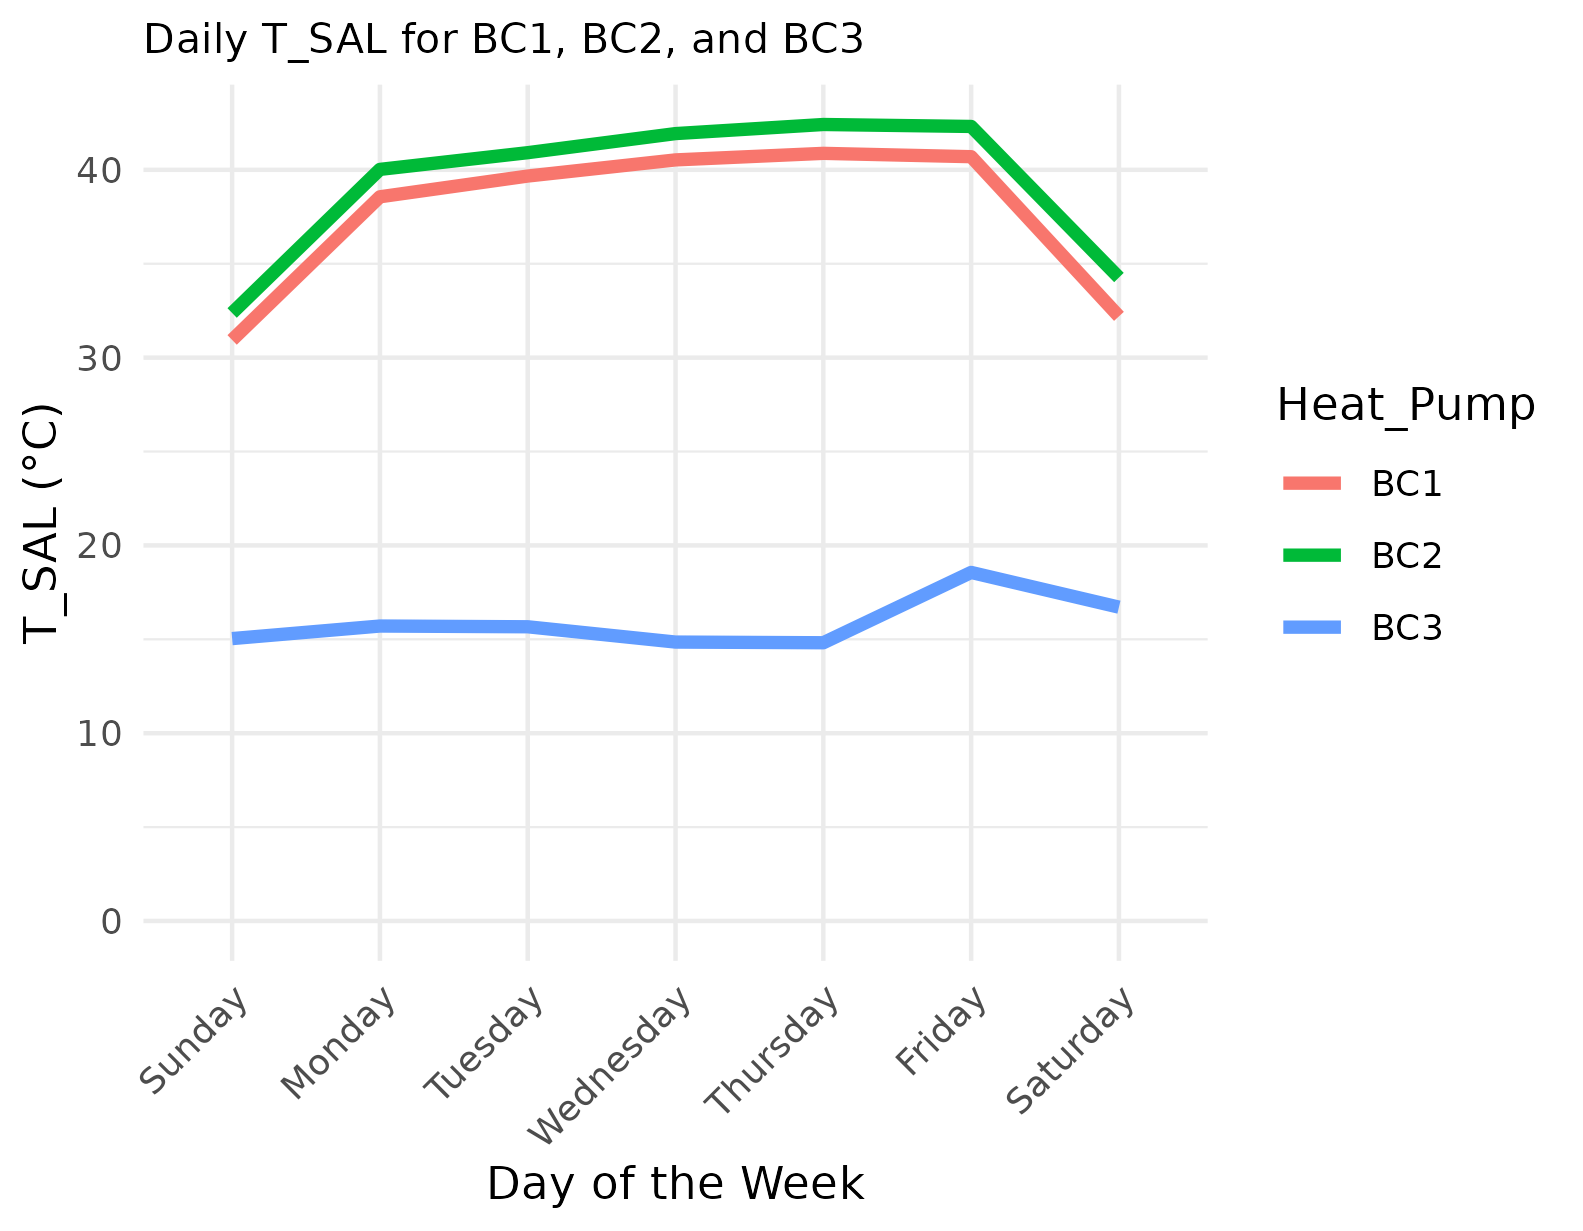 Daily T_SAL for BC1, BC2, and BC3
T_SAL (°C)
40
30
20
10
0
Sunday
Monday
Tuesday
Wednesday
Thursday
Friday
Saturday
Day of the Week
Heat_Pump
BC1
BC2
BC3